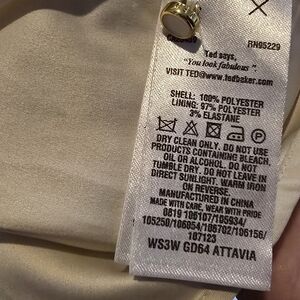 RN95229
Ted says,
"You look fabulous".
VISIT TED@www.tedbaker.com
SHELL: 100% POLYESTER
LINING: 97% POLYESTER
3% ELASTANE
DRY CLEAN ONLY. DO NOT USE
PRODUCTS CONTAINING BLEACH,
OIL OR ALCOHOL. DO NOT
TUMBLE DRY. DO NOT LEAVE IN
DIRECT SUNLIGHT. WARM IRON
ON REVERSE.
MANUFACTURED IN CHINA
MADE WITH CARE. WEAR WITH PRIDE
0819 106107/105934/
105250/106954/105702/106156/
107123
WS3W GD64 ATTAVIA